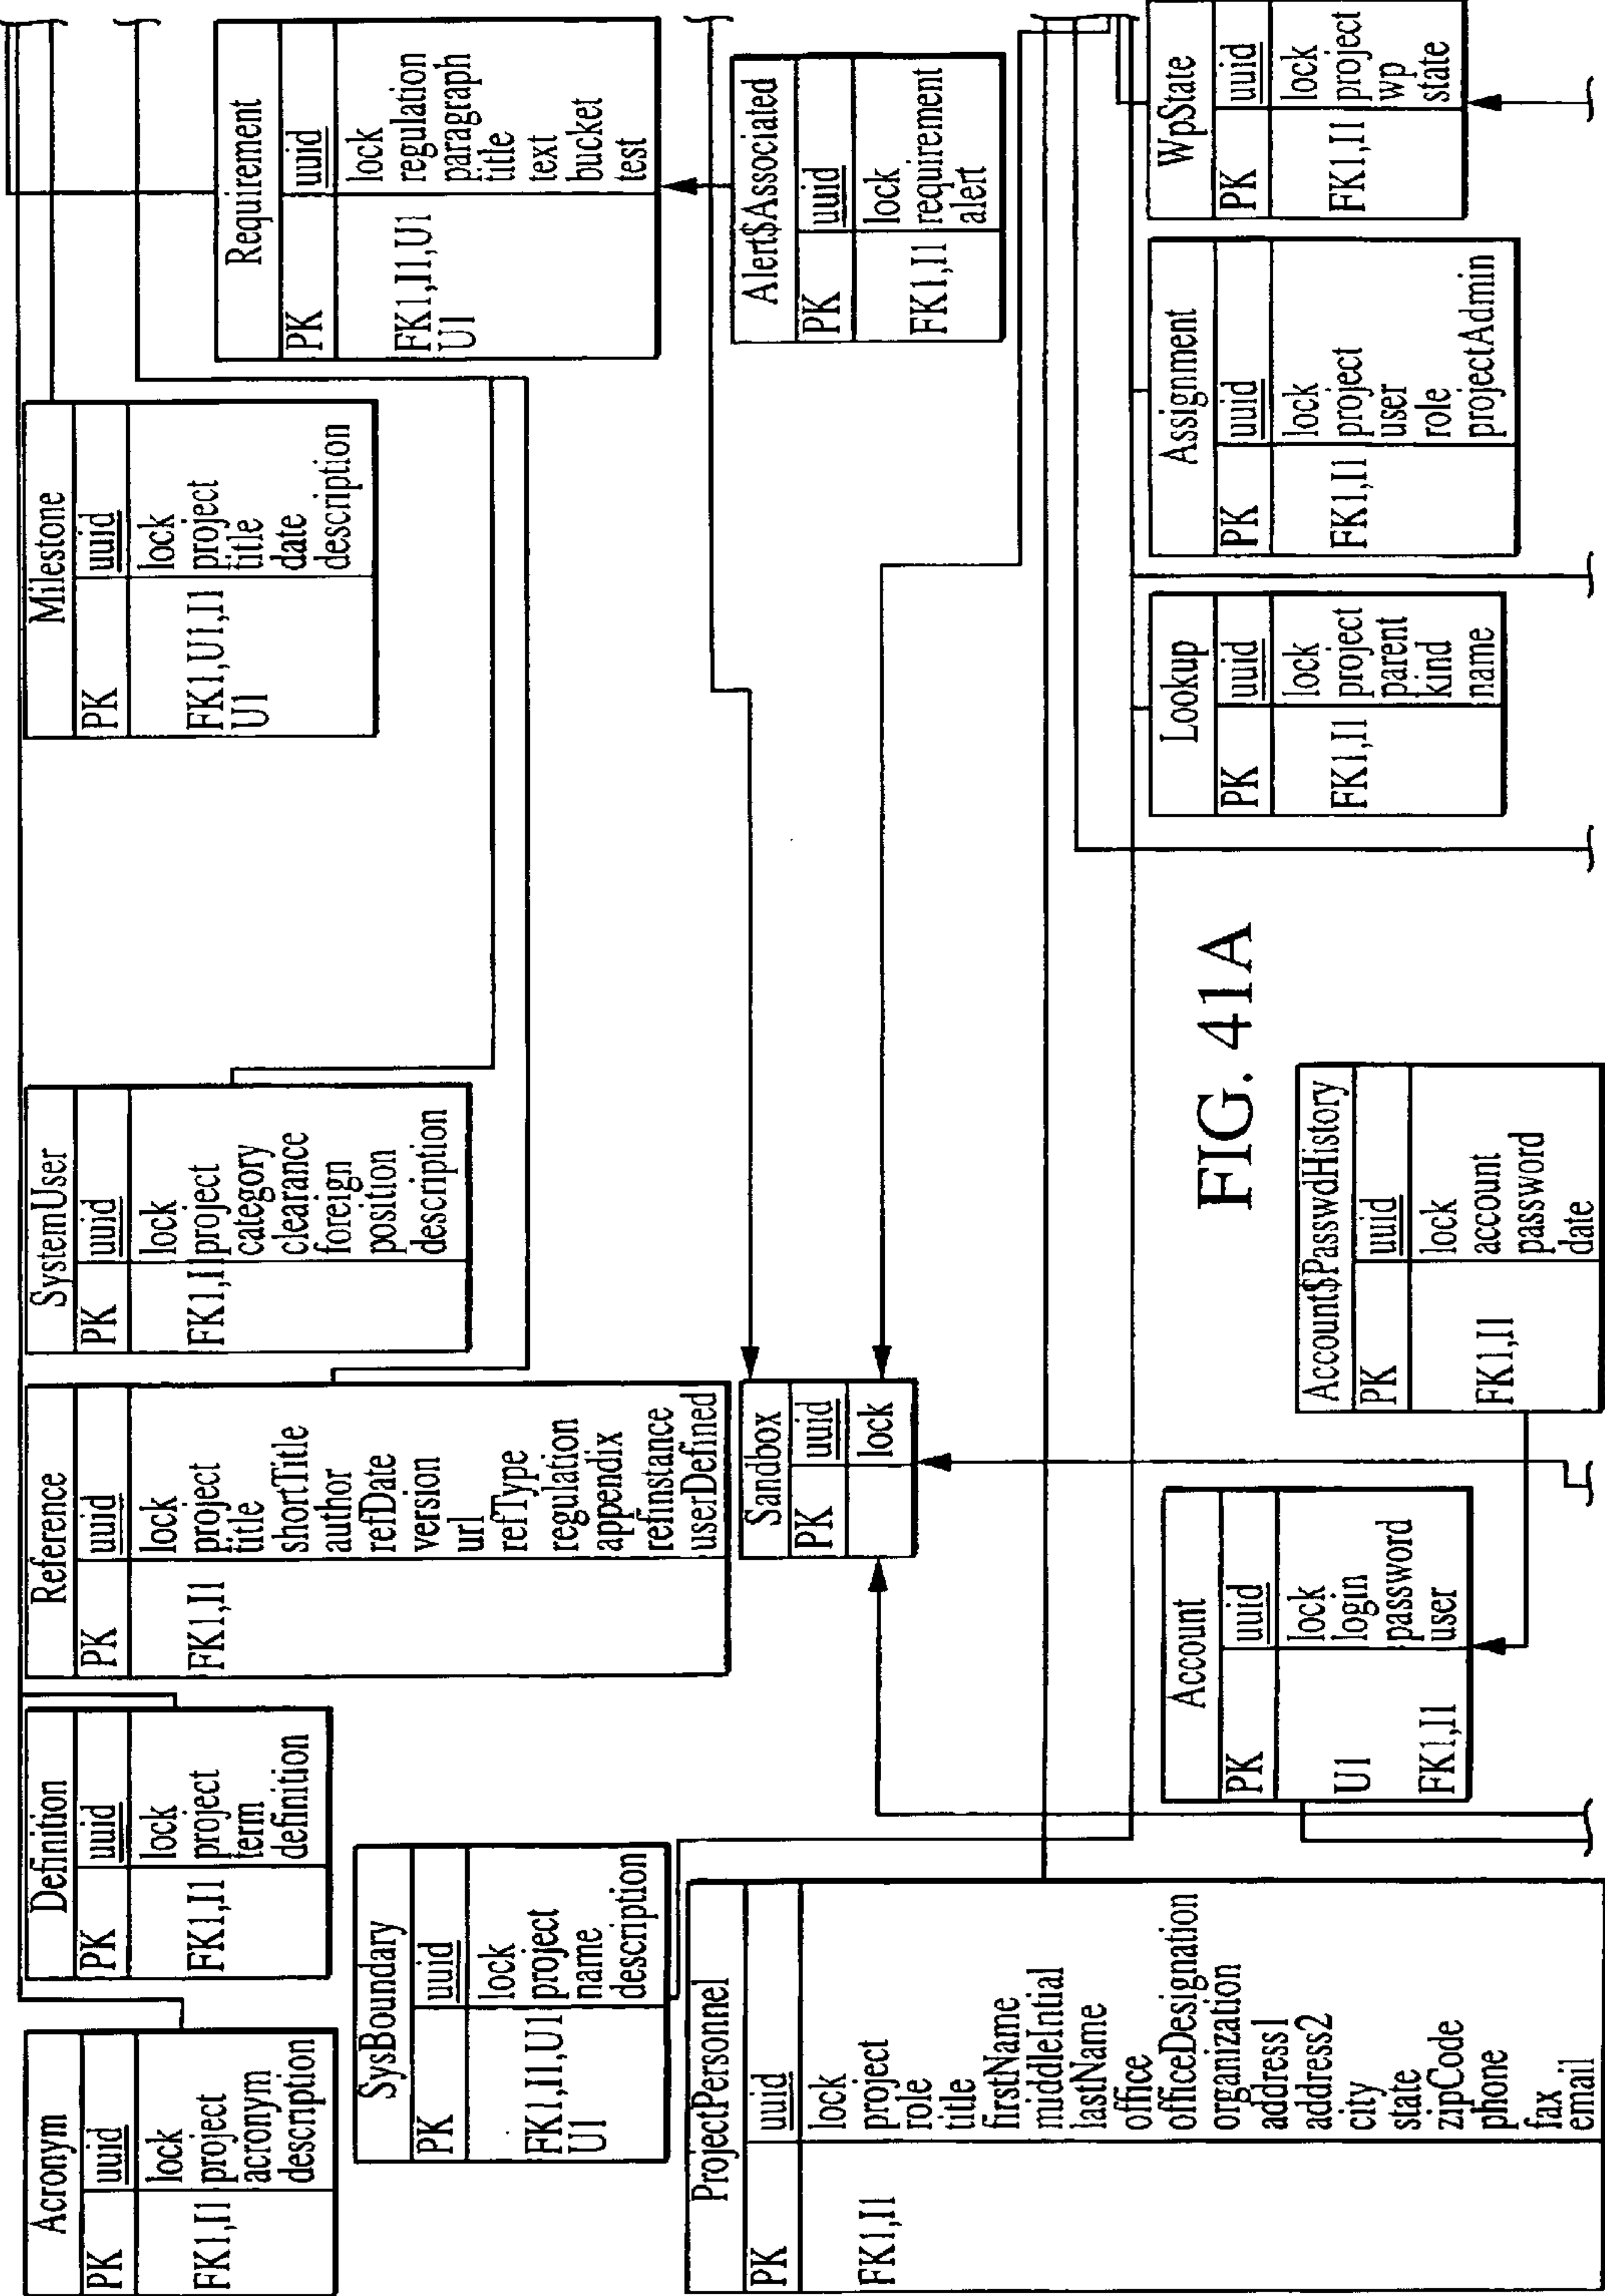 Acronym
PK uuid
lock
FK1,I1 project
acronym
description
Definition
PK uuid
lock
FK1,I1 project
term
definition
Reference
PK uuid
lock
FK1,I1 project
title
shortTitle
author
refDate
version
url
refType
regulation
appendix
refinstance
userDefined
SystemUser
PK uuid
lock
FK1,I1 project
category
clearance
foreign
position
description
Milestone
PK uuid
lock
FK1,U1,I1 project
U1 title
date
description
Requirement
PK uuid
lock
FK1,I1,U1 regulation
U1 paragraph
title
text
bucket
test
SysBoundary
PK uuid
lock
FK1,I1,U1 project
U1 name
description
ProjectPersonnel
PK uuid
lock
FK1,I1 project
role
title
firstName
middleIntial
lastName
office
officeDesignation
organization
address1
address2
city
state
zipCode
phone
fax
email
Sandbox
PK uuid
lock
Alert$Associated
PK uuid
lock
FK1,I1 requirement
alert
Account
PK uuid
lock
U1 login
password
FK1,I1 user
Lookup
PK uuid
lock
FK1,I1 project
parent
kind
name
Assignment
PK uuid
lock
FK1,I1 project
user
role
projectAdmin
WpState
PK uuid
lock
FK1,I1 project
wp
state
Account$PasswdHistory
PK uuid
lock
FK1,I1 account
password
date
FIG. 41A